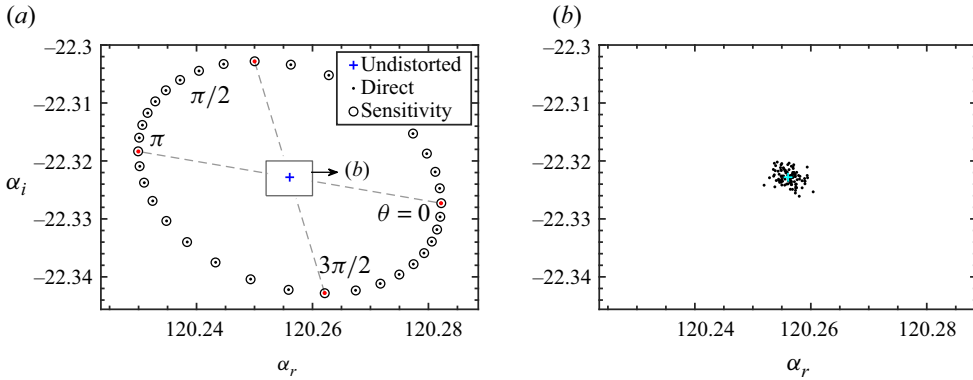 (a)
(b)
−22.3
−22.31
−22.32
−22.33
−22.34
α_i
120.24
120.26
120.28
α_r
Undistorted
Direct
Sensitivity
π/2
π
(b)
θ = 0
3π/2
−22.3
−22.31
−22.32
−22.33
−22.34
120.24
120.26
120.28
α_r